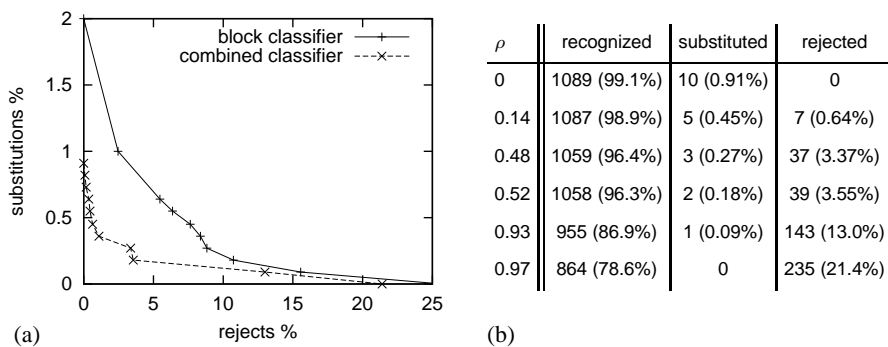 2
1.5
1
0.5
0
0 5 10 15 20 25
substitutions %
rejects %
block classifier
combined classifier
(a)
ρ recognized substituted rejected
0 1089 (99.1%) 10 (0.91%) 0
0.14 1087 (98.9%) 5 (0.45%) 7 (0.64%)
0.48 1059 (96.4%) 3 (0.27%) 37 (3.37%)
0.52 1058 (96.3%) 2 (0.18%) 39 (3.55%)
0.93 955 (86.9%) 1 (0.09%) 143 (13.0%)
0.97 864 (78.6%) 0 235 (21.4%)
(b)